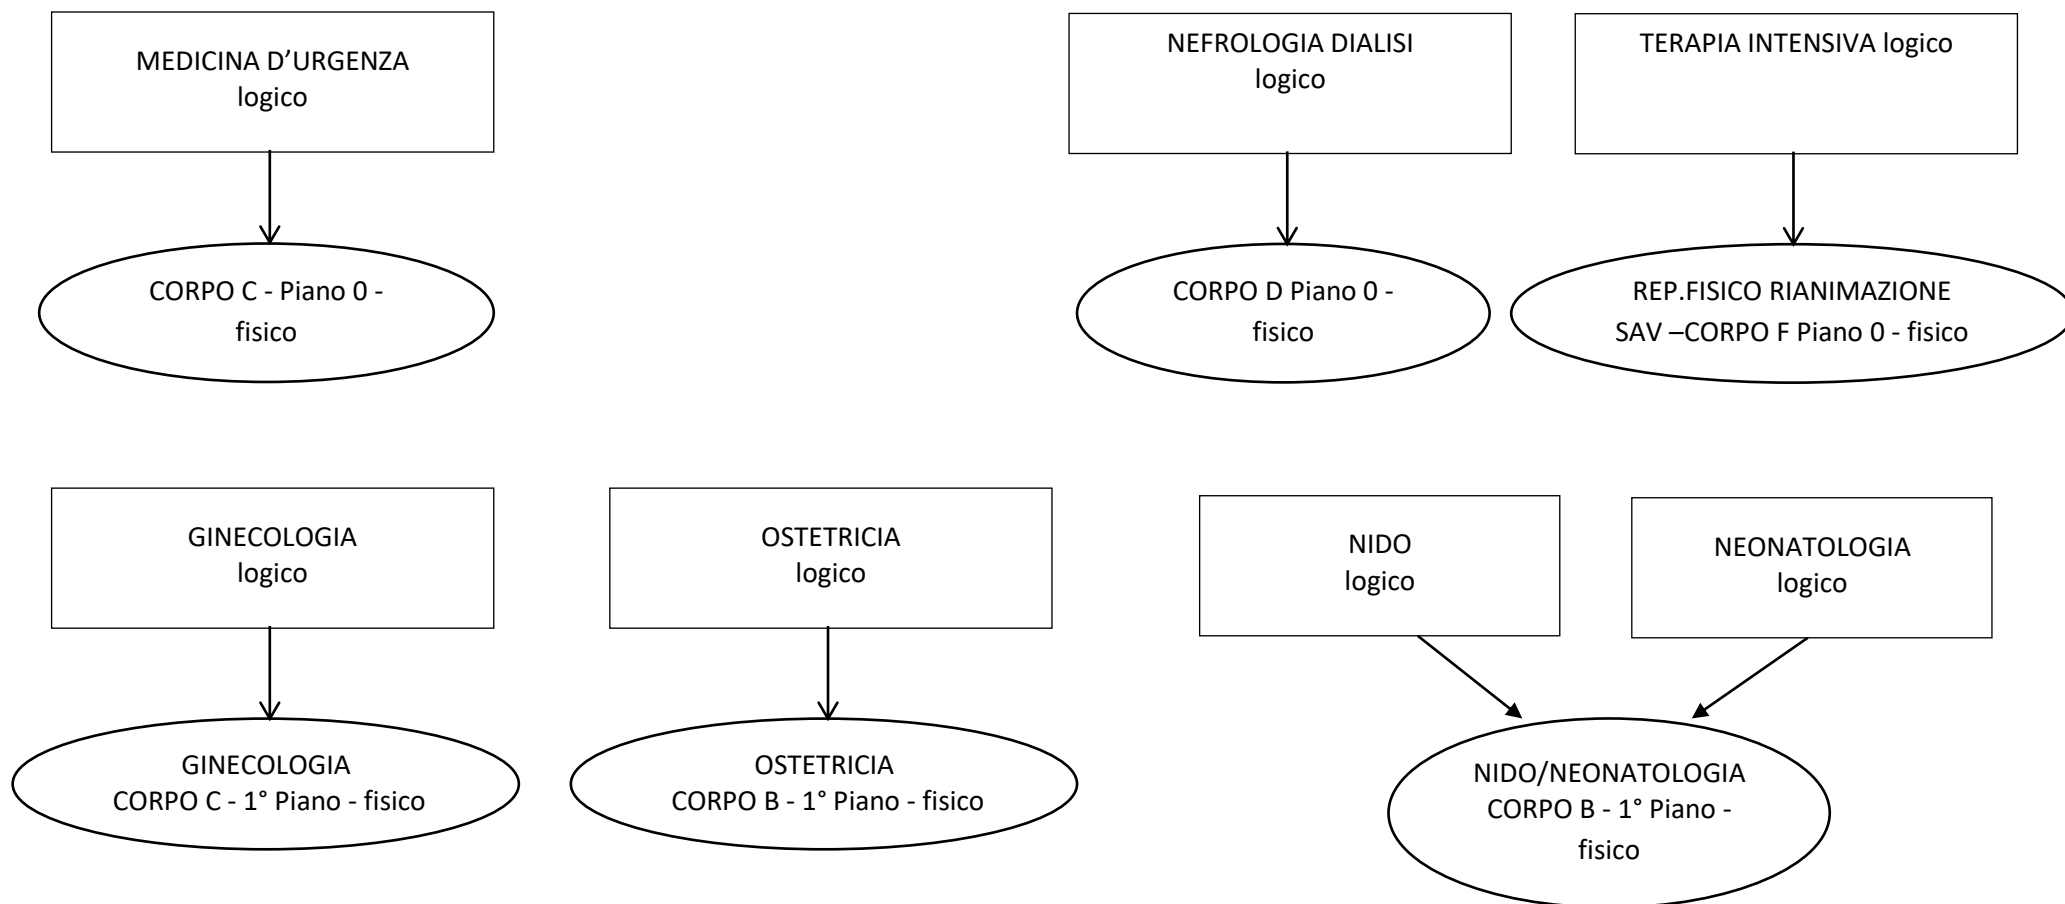 MEDICINA D’URGENZA
logico
NEFROLOGIA DIALISI
logico
TERAPIA INTENSIVA logico
CORPO C - Piano 0 -
fisico
CORPO D Piano 0 -
fisico
REP.FISICO RIANIMAZIONE
SAV –CORPO F Piano 0 - fisico
GINECOLOGIA
logico
OSTETRICIA
logico
NIDO
logico
NEONATOLOGIA
logico
GINECOLOGIA
CORPO C - 1° Piano - fisico
OSTETRICIA
CORPO B - 1° Piano - fisico
NIDO/NEONATOLOGIA
CORPO B - 1° Piano -
fisico